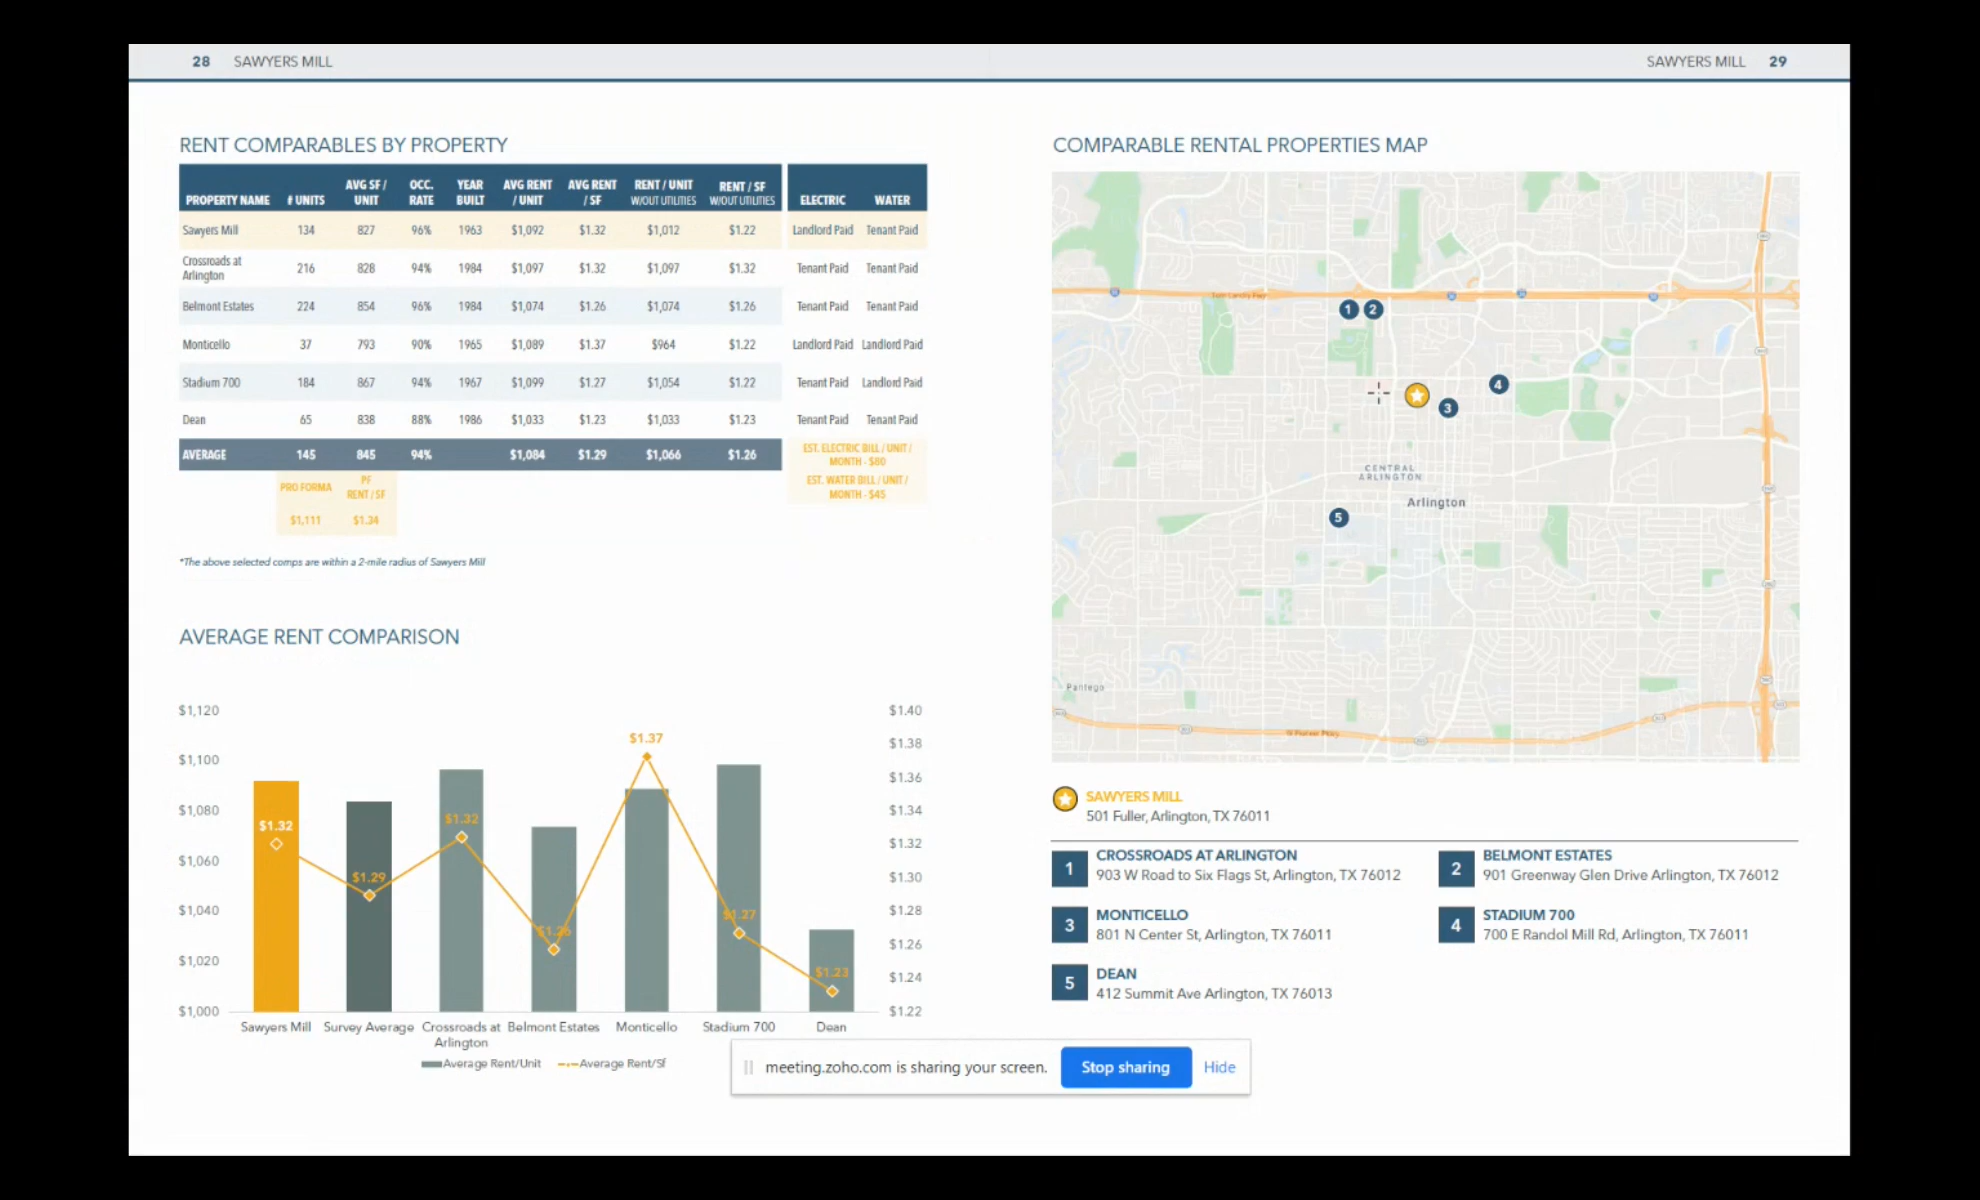 28 SAWYERS MILL
SAWYERS MILL 29
RENT COMPARABLES BY PROPERTY
PROPERTY NAME # UNITS AVG SF / UNIT OCC. RATE YEAR BUILT AVG RENT / UNIT AVG RENT / SF RENT / UNIT W/OUT UTILITIES RENT / SF W/OUT UTILITIES ELECTRIC WATER
Sawyers Mill 134 827 96% 1963 $1,092 $1.32 $1,012 $1.22 Landlord Paid Tenant Paid
Crossroads at Arlington 216 828 94% 1984 $1,097 $1.32 $1,097 $1.32 Tenant Paid Tenant Paid
Belmont Estates 224 854 96% 1984 $1,074 $1.26 $1,074 $1.26 Tenant Paid Tenant Paid
Monticello 37 793 90% 1965 $1,089 $1.37 $964 $1.22 Landlord Paid Landlord Paid
Stadium 700 184 867 94% 1967 $1,099 $1.27 $1,054 $1.22 Tenant Paid Landlord Paid
Dean 65 838 88% 1986 $1,033 $1.23 $1,033 $1.23 Tenant Paid Tenant Paid
AVERAGE 145 845 94% $1,084 $1.29 $1,066 $1.26
EST. ELECTRIC BILL / UNIT /
MONTH - $80
EST. WATER BILL / UNIT /
MONTH - $45
PRO FORMA PF RENT / SF
$1,111 $1.34
*The above selected comps are within a 2-mile radius of Sawyers Mill
AVERAGE RENT COMPARISON
$1,120
$1,100
$1,080
$1,060
$1,040
$1,020
$1,000
$1.32
$1.29
$1.32
$1.26
$1.37
$1.27
$1.23
$1.40
$1.38
$1.36
$1.34
$1.32
$1.30
$1.28
$1.26
$1.24
$1.22
Sawyers Mill Survey Average Crossroads at Arlington Belmont Estates Monticello Stadium 700 Dean
Average Rent/Unit Average Rent/Sf
COMPARABLE RENTAL PROPERTIES MAP
1 2
4
3
CENTRAL
ARLINGTON
Arlington
5
Pantego
SAWYERS MILL
501 Fuller, Arlington, TX 76011
1 CROSSROADS AT ARLINGTON
903 W Road to Six Flags St, Arlington, TX 76012
2 BELMONT ESTATES
901 Greenway Glen Drive Arlington, TX 76012
3 MONTICELLO
801 N Center St, Arlington, TX 76011
4 STADIUM 700
700 E Randol Mill Rd, Arlington, TX 76011
5 DEAN
412 Summit Ave Arlington, TX 76013
meeting.zoho.com is sharing your screen. Stop sharing Hide